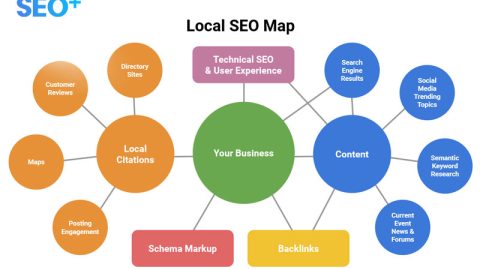 SEO+
Local SEO Map
Technical SEO
& User Experience
Directory
Sites
Search
Engine
Results
Customer
Reviews
Social
Media
Trending
Topics
Local
Citations
Your Business
Content
Maps
Semantic
Keyword
Research
Posting
Engagement
Current
Event
News &
Forums
Schema Markup
Backlinks